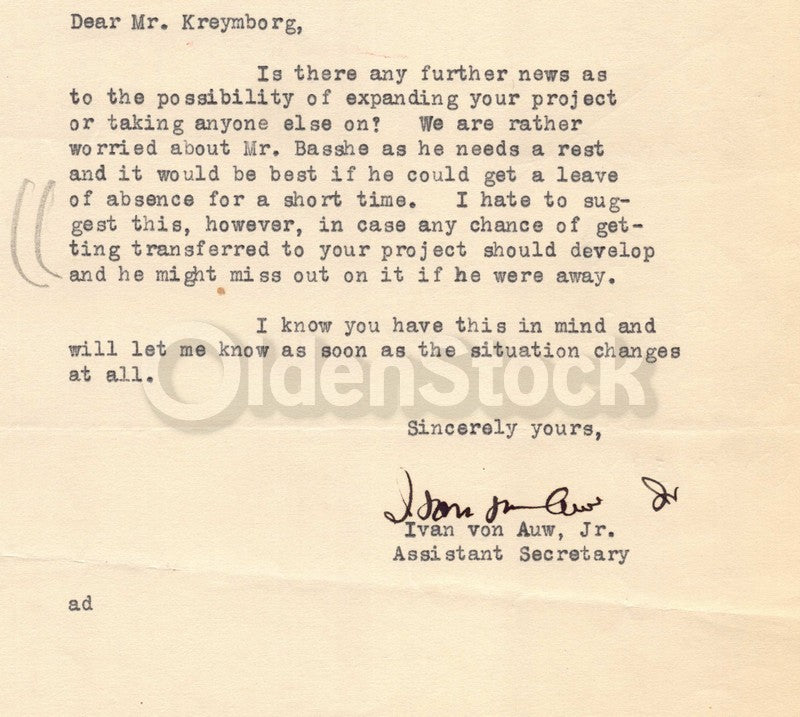 Dear Mr. Kreymborg,
Is there any further news as
to the possibility of expanding your project
or taking anyone else on? We are rather
worried about Mr. Basshe as he needs a rest
and it would be best if he could get a leave
of absence for a short time. I hate to sug-
gest this, however, in case any chance of get-
ting transferred to your project should develop
and he might miss out on it if he were away.
I know you have this in mind and
will let me know as soon as the situation changes
at all.
OldenStock
Sincerely yours,
Ivan von Auw Jr
Ivan von Auw, Jr.
Assistant Secretary
ad